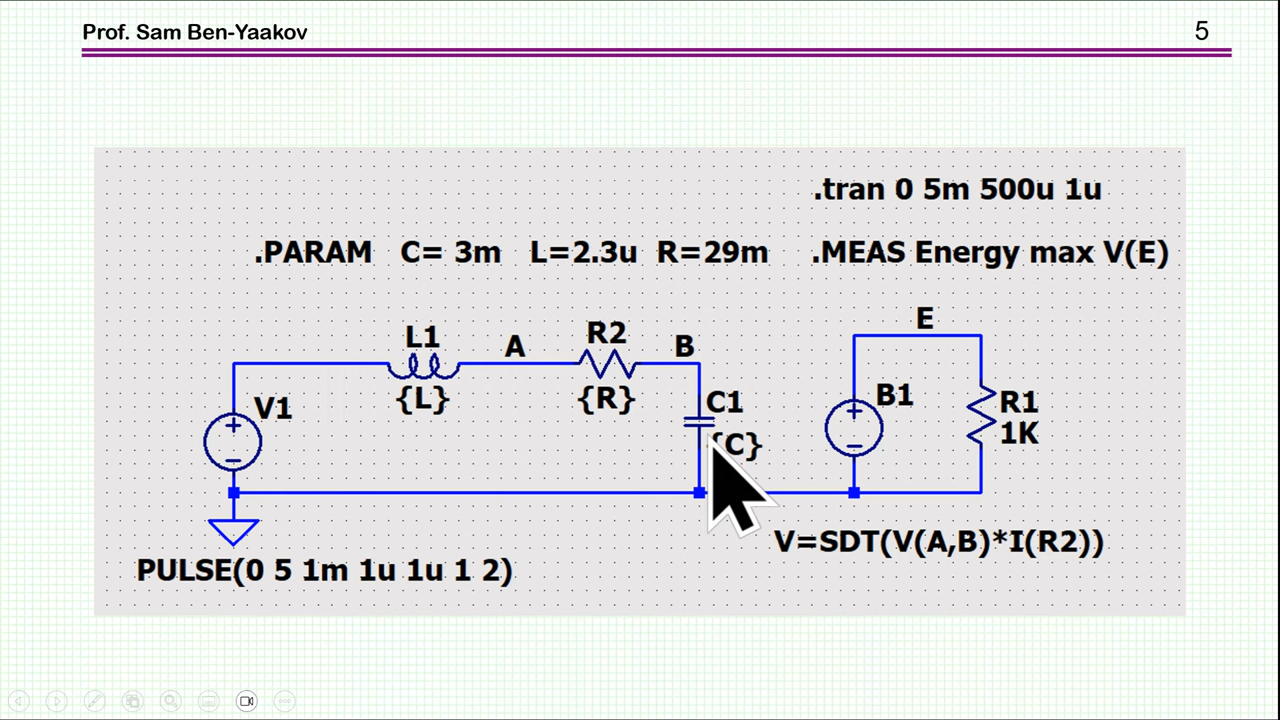 Prof. Sam Ben-Yaakov
5
.tran 0 5m 500u 1u
.PARAM C= 3m L=2.3u R=29m
.MEAS Energy max V(E)
E
L1
A
R2
B
{L}
{R}
V1
C1
{C}
B1
R1
1K
V=SDT(V(A,B)*I(R2))
PULSE(0 5 1m 1u 1u 1 2)